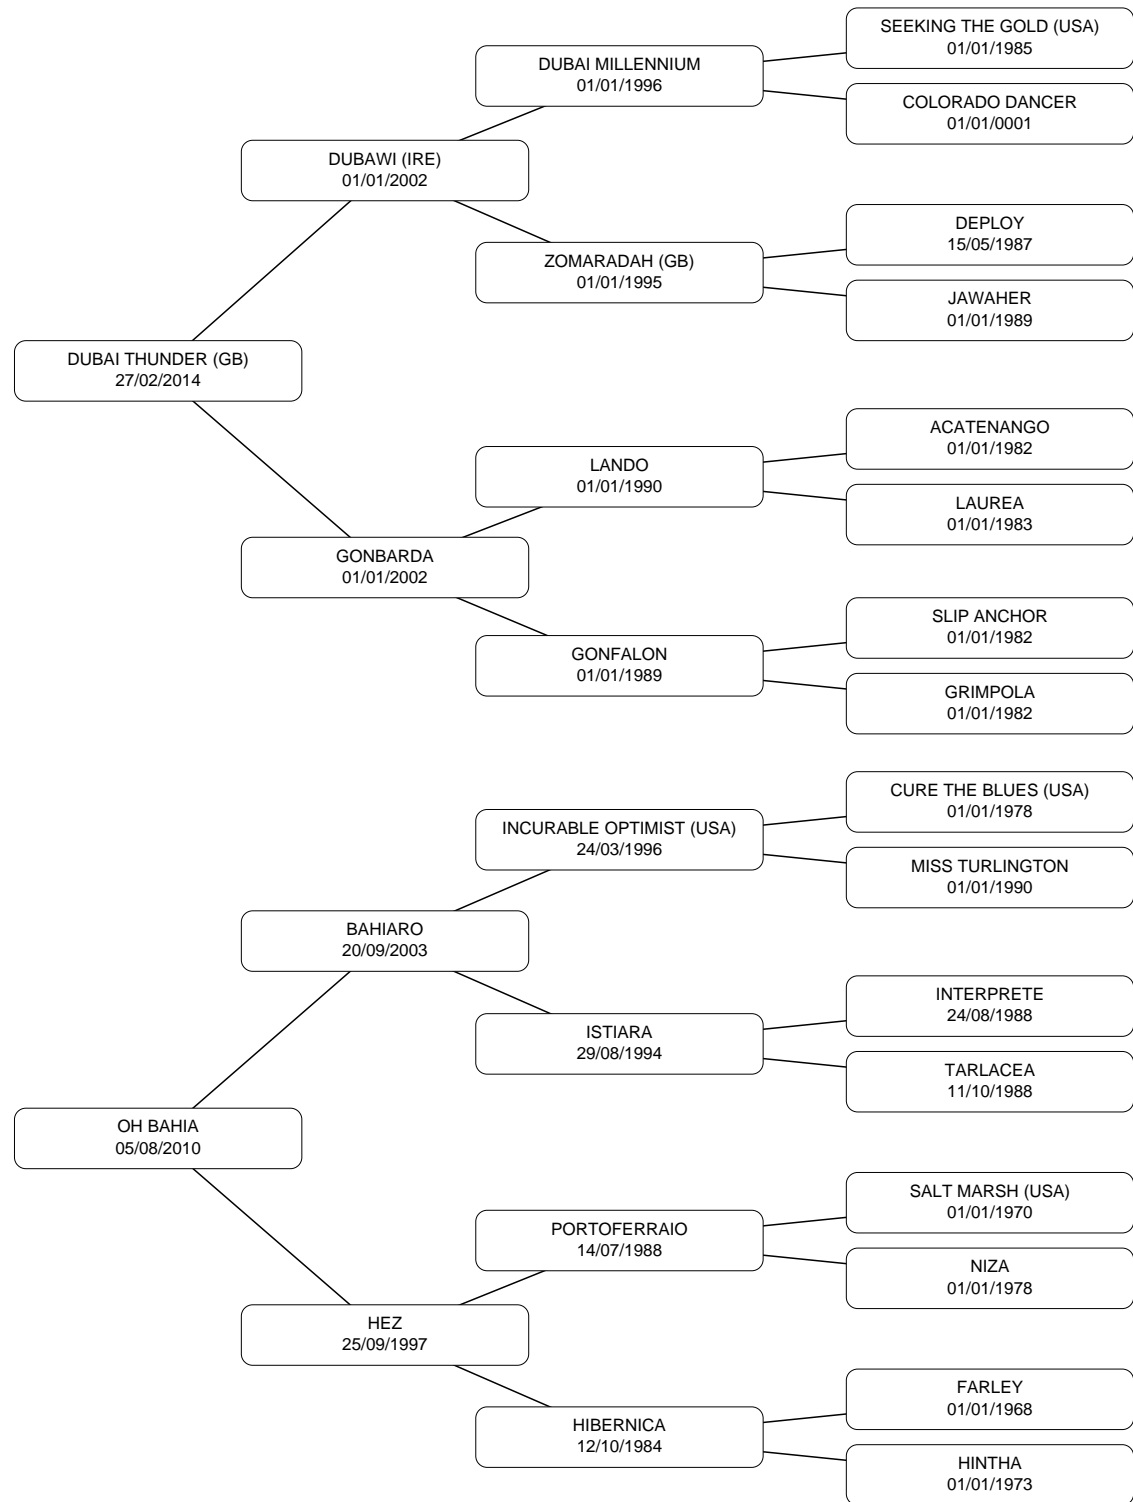 SEEKING THE GOLD (USA)
01/01/1985
DUBAI MILLENNIUM
01/01/1996
COLORADO DANCER
01/01/0001
DUBAWI (IRE)
01/01/2002
DEPLOY
15/05/1987
ZOMARADAH (GB)
01/01/1995
JAWAHER
01/01/1989
DUBAI THUNDER (GB)
27/02/2014
ACATENANGO
01/01/1982
LANDO
01/01/1990
LAUREA
01/01/1983
GONBARDA
01/01/2002
SLIP ANCHOR
01/01/1982
GONFALON
01/01/1989
GRIMPOLA
01/01/1982
CURE THE BLUES (USA)
01/01/1978
INCURABLE OPTIMIST (USA)
24/03/1996
MISS TURLINGTON
01/01/1990
BAHIARO
20/09/2003
INTERPRETE
24/08/1988
ISTIARA
29/08/1994
TARLACEA
11/10/1988
OH BAHIA
05/08/2010
SALT MARSH (USA)
01/01/1970
PORTOFERRAIO
14/07/1988
NIZA
01/01/1978
HEZ
25/09/1997
FARLEY
01/01/1968
HIBERNICA
12/10/1984
HINTHA
01/01/1973